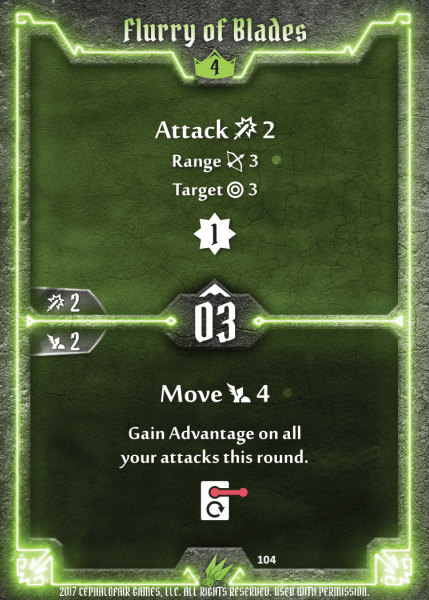 Flurry of Blades
4
Attack 2
Range 3
Target 3
1
2
03
2
Move 4
Gain Advantage on all
your attacks this round.
104
2017 CEPHALOFAIR GAMES, LLC. ALL RIGHTS RESERVED. USED WITH PERMISSION.